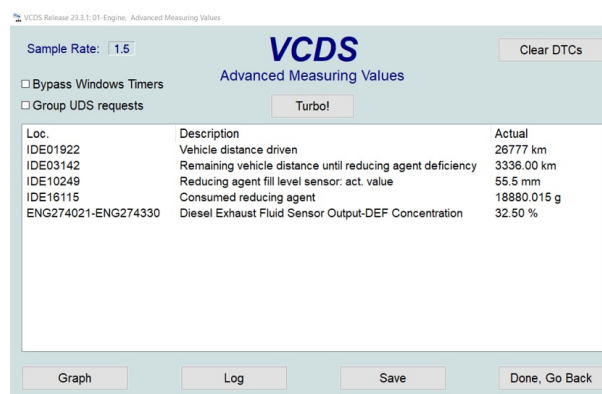 VCDS Release 23.3.1: 01-Engine, Advanced Measuring Values
Sample Rate: 1.5
VCDS
Clear DTCs
Advanced Measuring Values
Bypass Windows Timers
Group UDS requests
Turbo!
Loc. Description Actual
IDE01922 Vehicle distance driven 26777 km
IDE03142 Remaining vehicle distance until reducing agent deficiency 3336.00 km
IDE10249 Reducing agent fill level sensor: act. value 55.5 mm
IDE16115 Consumed reducing agent 18880.015 g
ENG274021-ENG274330 Diesel Exhaust Fluid Sensor Output-DEF Concentration 32.50 %
Graph Log Save Done, Go Back